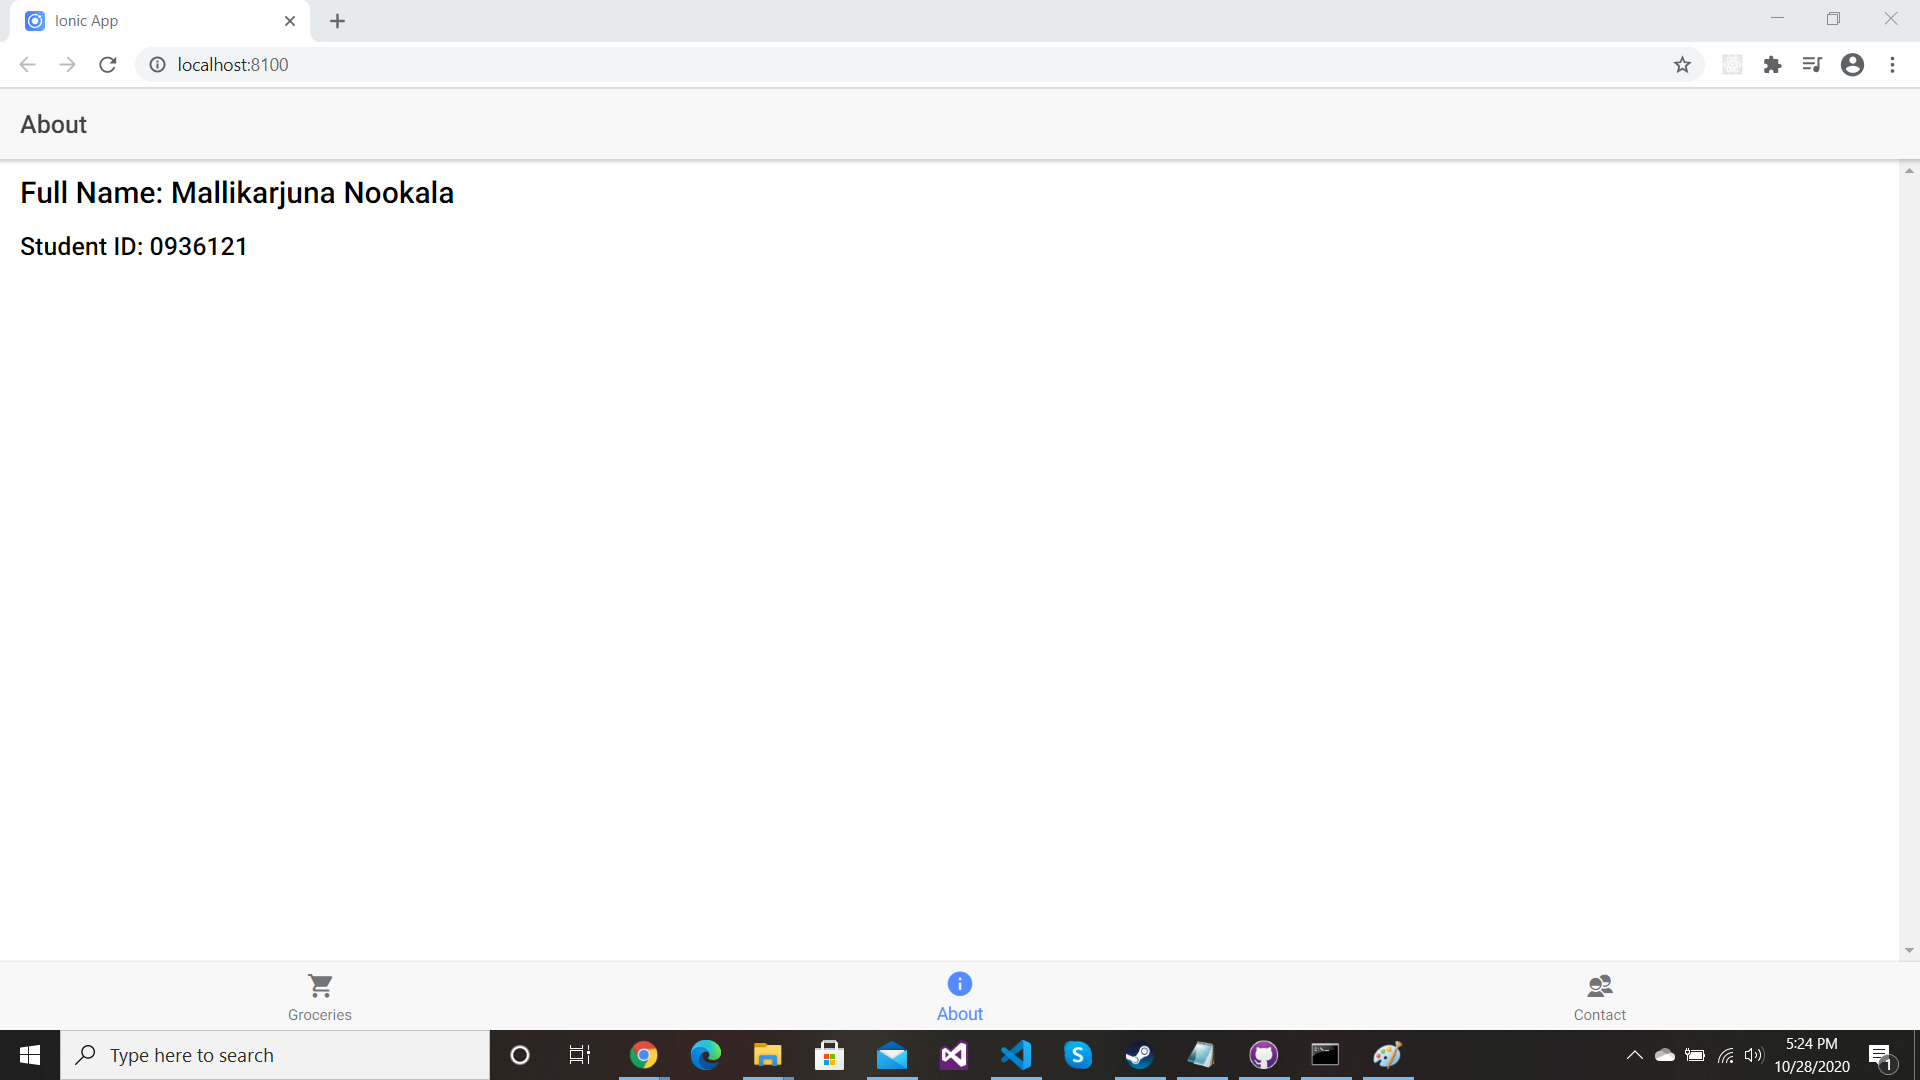 Ionic App
localhost:8100
About
Full Name: Mallikarjuna Nookala
Student ID: 0936121
Groceries
About
Contact
Type here to search
5:24 PM
10/28/2020
1